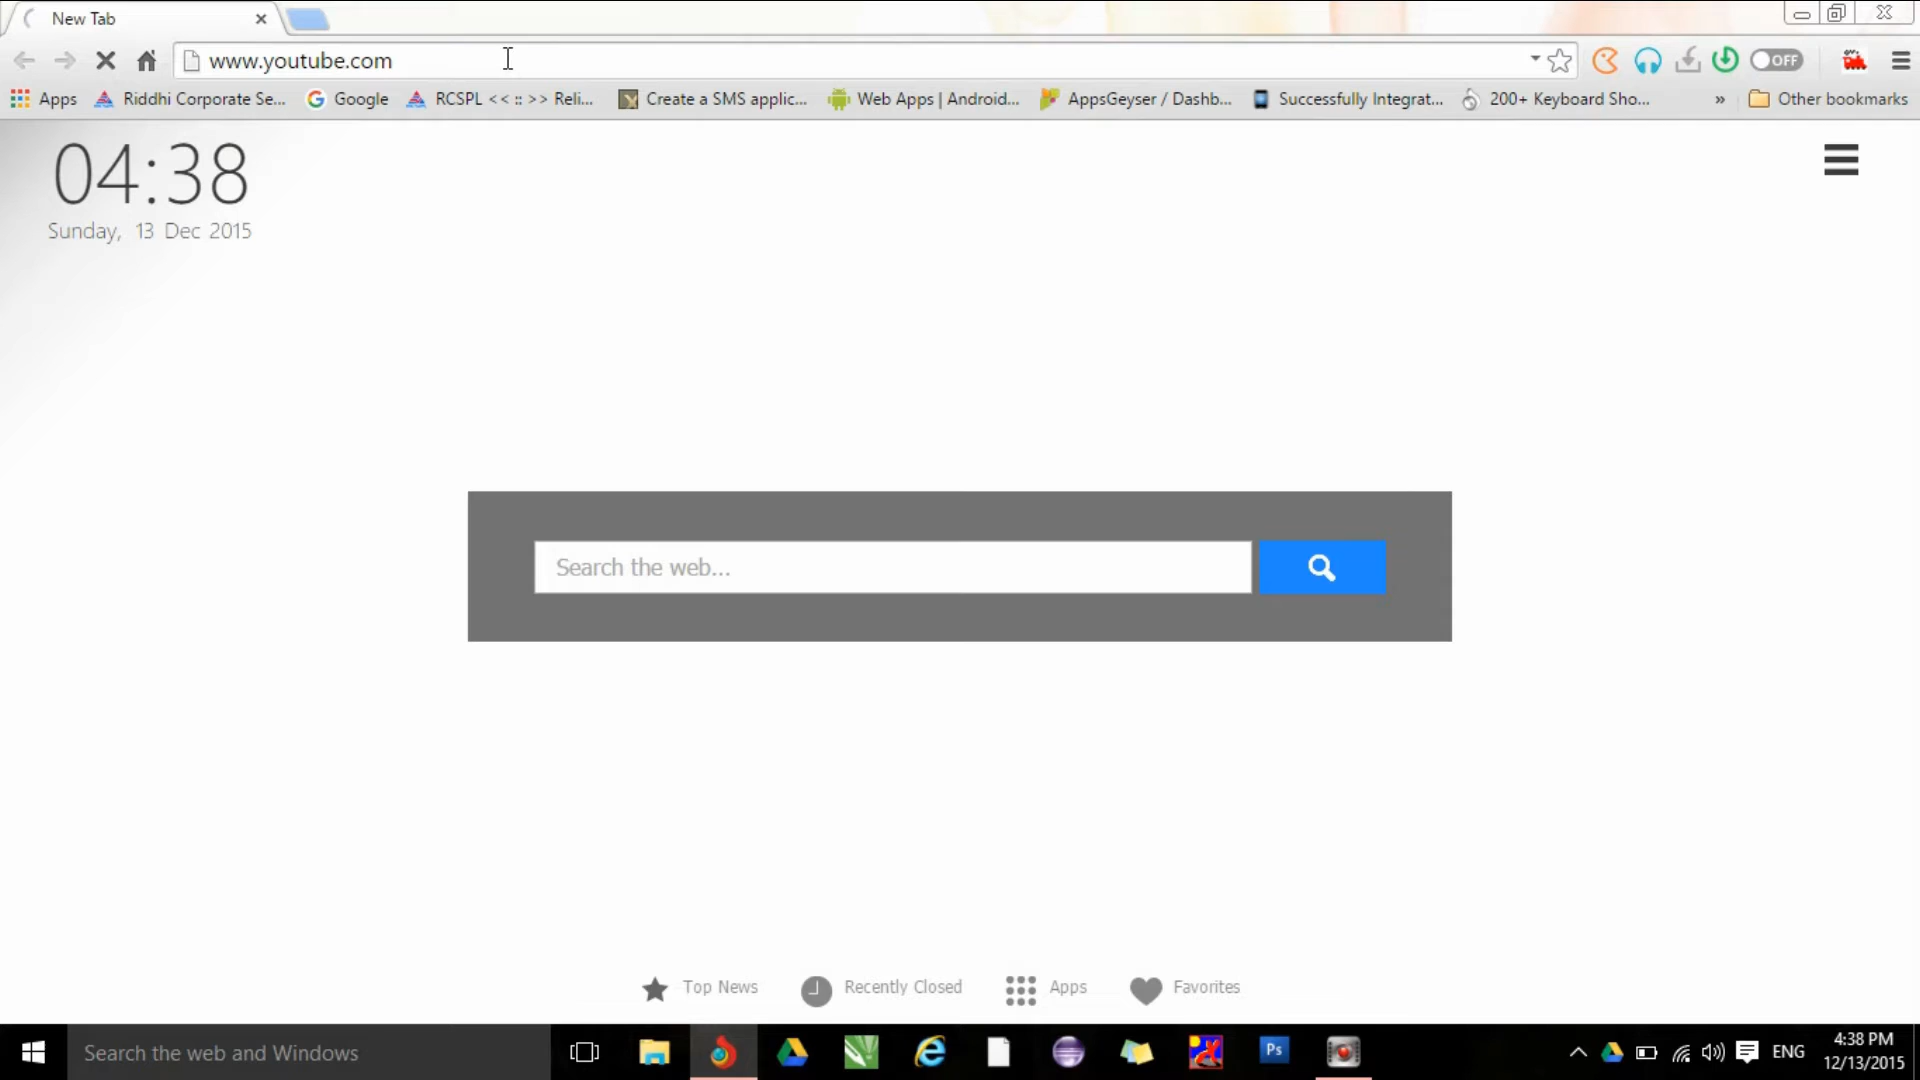 New Tab
www.youtube.com
OFF
Apps
Riddhi Corporate Se...
Google
RCSPL << :: >> Reli...
Create a SMS applic...
Web Apps | Android...
AppsGeyser / Dashb...
Successfully Integrat...
200+ Keyboard Sho...
»
Other bookmarks
04:38
Sunday, 13 Dec 2015
Search the web...
Top News
Recently Closed
Apps
Favorites
Search the web and Windows
Ps
ENG
4:38 PM
12/13/2015